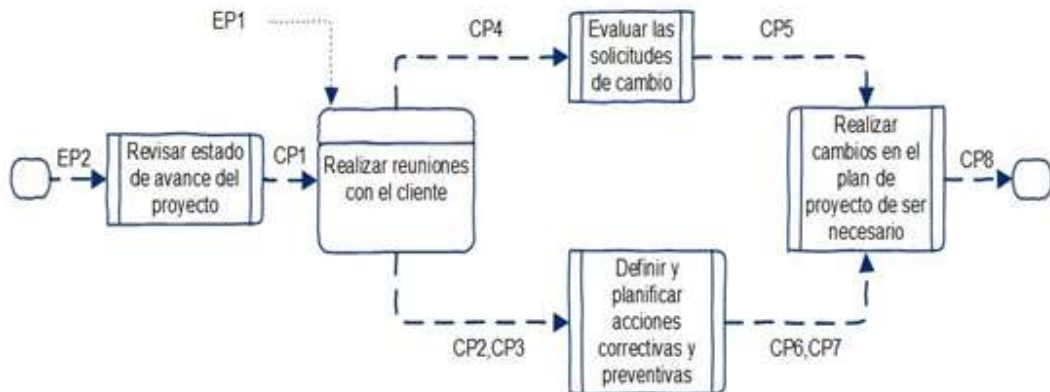 EP1
CP4
Evaluar las
solicitudes
de cambio
CP5
EP2
Revisar estado
de avance del
proyecto
CP1
Realizar reuniones
con el cliente
Realizar
cambios en el
plan de
proyecto de ser
necesario
CP8
CP2,CP3
Definir y
planificar
acciones
correctivas y
preventivas
CP6,CP7